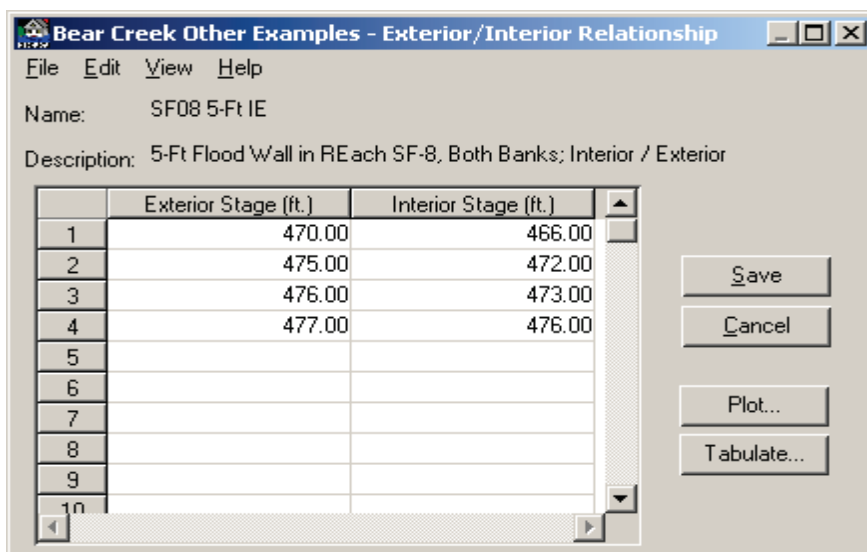 Bear Creek Other Examples - Exterior/Interior Relationship
File Edit View Help
Name: SF08 5-Ft IE
Description: 5-Ft Flood Wall in REach SF-8, Both Banks; Interior / Exterior
Exterior Stage (ft.) Interior Stage (ft.)
1 470.00 466.00
2 475.00 472.00
3 476.00 473.00
4 477.00 476.00
5
6
7
8
9
10
Save
Cancel
Plot...
Tabulate...